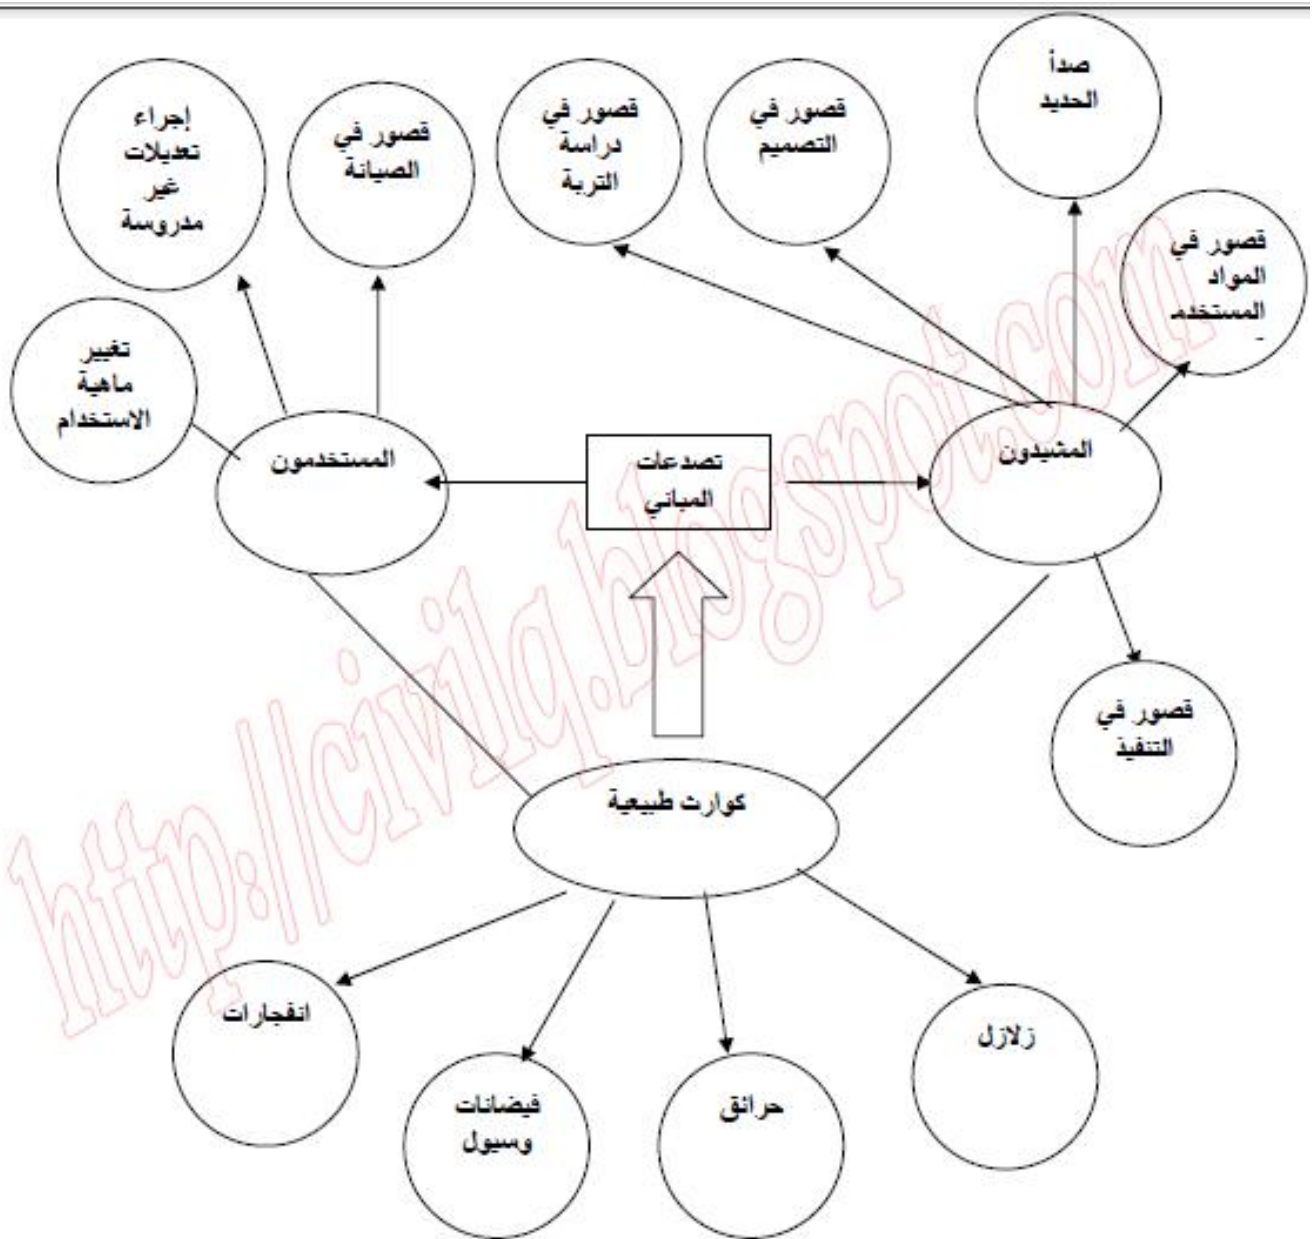 صدأ
الحديد
قصور في
التصميم
قصور في
دراسة
التربة
قصور في
الصيانة
إجراء
تعديلات
غير
مدروسة
قصور في
المواد
المستخدمـ
تغيير
ماهية
الاستخدام
المشيدون
تصدعات
المباني
المستخدمون
قصور في
التنفيذ
كوارث طبيعية
زلازل
حرائق
فيضانات
وسيول
انفجارات
http://civilq.blogspot.com